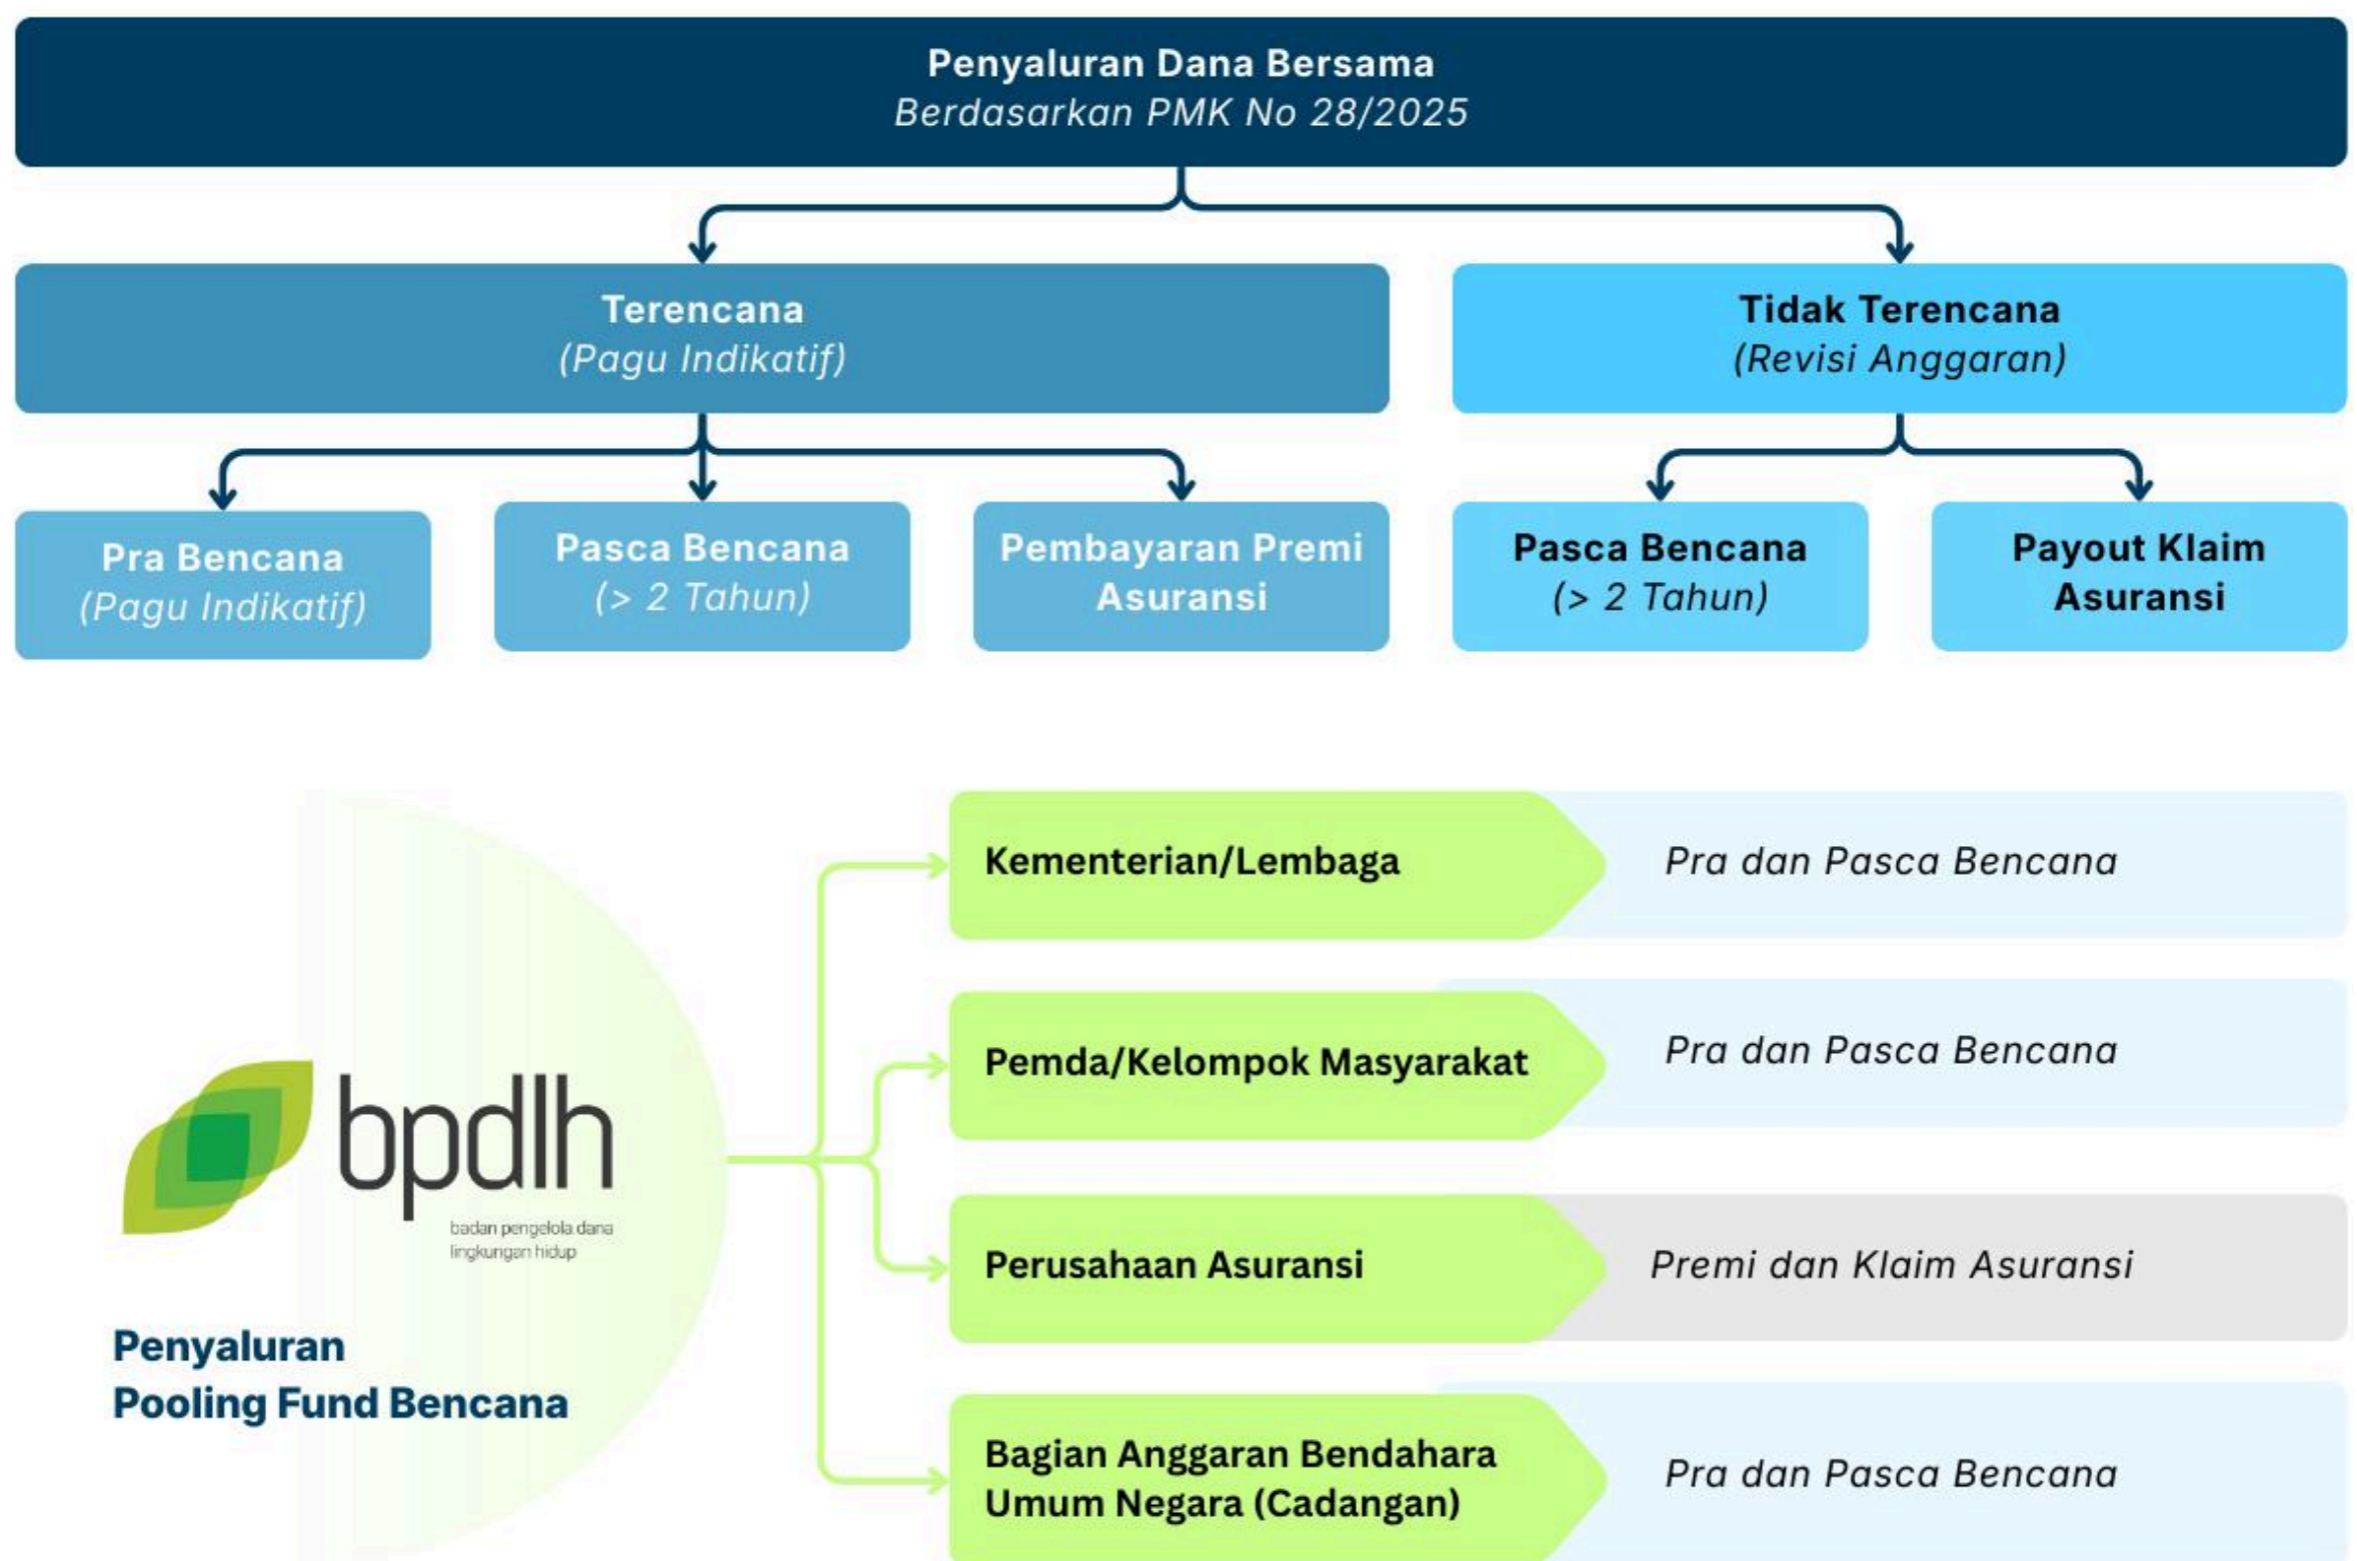 Penyaluran Dana Bersama
Berdasarkan PMK No 28/2025
Terencana
(Pagu Indikatif)
Tidak Terencana
(Revisi Anggaran)
Pra Bencana
(Pagu Indikatif)
Pasca Bencana
(> 2 Tahun)
Pembayaran Premi
Asuransi
Pasca Bencana
(> 2 Tahun)
Payout Klaim
Asuransi
bpdlh
badan pengelola dana
lingkungan hidup
Penyaluran
Pooling Fund Bencana
Kementerian/Lembaga
Pra dan Pasca Bencana
Pemda/Kelompok Masyarakat
Pra dan Pasca Bencana
Perusahaan Asuransi
Premi dan Klaim Asuransi
Bagian Anggaran Bendahara
Umum Negara (Cadangan)
Pra dan Pasca Bencana